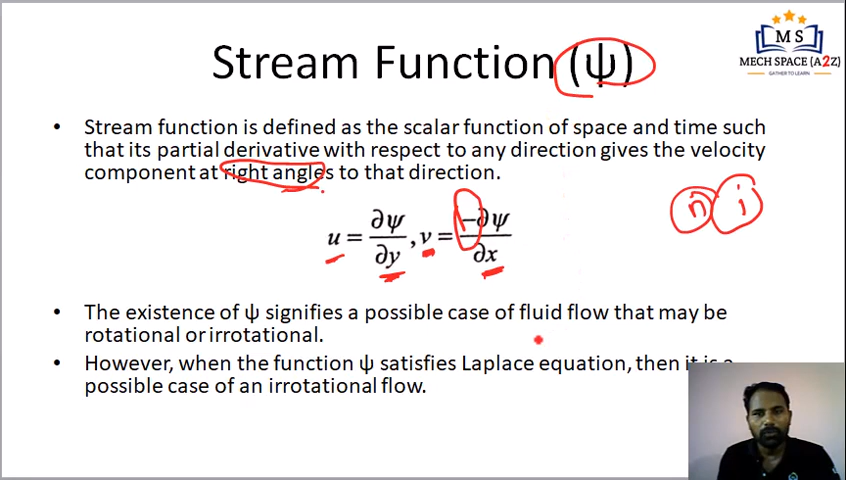 Stream Function (ψ)
MS
MECH SPACE (A2Z)
GATHER TO LEARN
• Stream function is defined as the scalar function of space and time such
that its partial derivative with respect to any direction gives the velocity
component at right angles to that direction.
u = ∂ψ/∂y , v = -∂ψ/∂x
• The existence of ψ signifies a possible case of fluid flow that may be
rotational or irrotational.
• However, when the function ψ satisfies Laplace equation, then it is a
possible case of an irrotational flow.